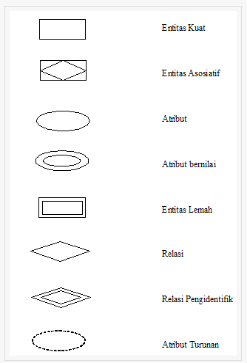 Entitas Kuat
Entitas Asosiatif
Atribut
Atribut bernilai
Entitas Lemah
Relasi
Relasi Pengidentifik
Atribut Turunan